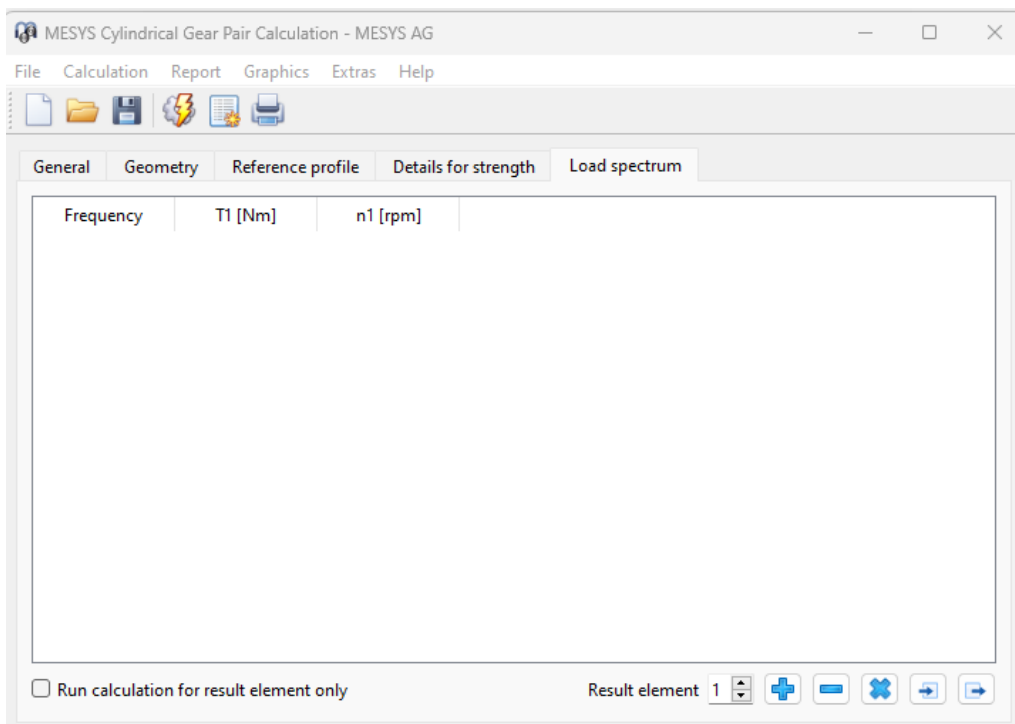 MESYS Cylindrical Gear Pair Calculation - MESYS AG
File Calculation Report Graphics Extras Help
General Geometry Reference profile Details for strength Load spectrum
Frequency T1 [Nm] n1 [rpm]
Run calculation for result element only Result element 1